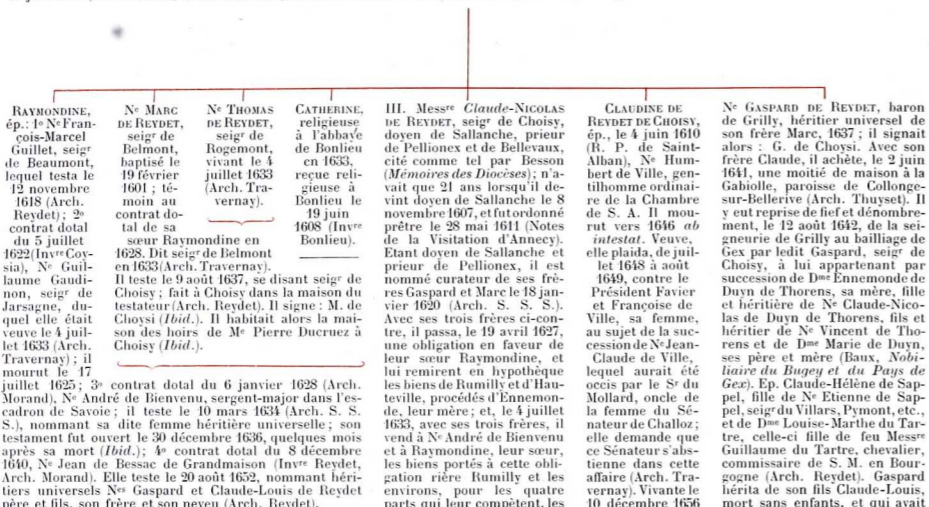 RAYMONDINE,
ép.: 1º Nᵉ Fran-
çois-Marcel
Guillet, seigʳ
de Beaumont,
lequel testa le
12 novembre
1618 (Arch.
Reydet) ; 2º
contrat dotal
du 5 juillet
1622 (Invʳᵉ Coy-
sia), Nᵉ Guil-
laume Gaudi-
non, seigʳ de
Jarsagne, du-
quel elle était
veuve le 4 juil-
let 1633 (Arch.
Travernay) ; il
mourut le 17
juillet 1625 ; 3º contrat dotal du 6 janvier 1628 (Arch.
Morand), Nᵉ André de Bienvenu, sergent-major dans l'es-
cadron de Savoie ; il teste le 10 mars 1634 (Arch. S. S.
S.), nommant sa dite femme héritière universelle ; son
testament fut ouvert le 30 décembre 1636, quelques mois
après sa mort (Ibid.) ; 4º contrat dotal du 8 décembre
1640, Nᵉ Jean de Bessac de Grandmaison (Invʳᵉ Reydet,
Arch. Morand). Elle teste le 20 août 1652, nommant héri-
tiers universels Nᵉˢ Gaspard et Claude-Louis de Reydet
père et fils, son frère et son neveu (Arch. Reydet).
Nᵉ MARC
DE REYDET,
seigʳ de
Belmont,
baptisé le
19 février
1601 ; té-
moin au
contrat do-
tal de sa
sœur Raymondine en
1628. Dit seigʳ de Belmont
en 1633 (Arch. Travernay).
Il teste le 9 août 1637, se disant seigʳ de
Choisy ; fait à Choisy dans la maison du
testateur (Arch. Reydet). Il signe : M. de
Choysi (Ibid.). Il habitait alors la mai-
son des hoirs de Mᵉ Pierre Ducruez à
Choisy (Ibid.).
Nᵉ THOMAS
DE REYDET,
seigʳ de
Rogemont,
vivant le 4
juillet 1633
(Arch. Tra-
vernay).
CATHERINE,
religieuse
à l'abbaye
de Bonlieu
en 1633,
reçue reli-
gieuse à
Bonlieu le
19 juin
1608 (Invʳᵉ
Bonlieu).
III. Messʳᵉ Claude-NICOLAS
DE REYDET, seigʳ de Choisy,
doyen de Sallanche, prieur
de Pellionex et de Bellevaux,
cité comme tel par Besson
(Mémoires des Diocèses) ; n'a-
vait que 21 ans lorsqu'il de-
vint doyen de Sallanche le 8
novembre 1607, et fut ordonné
prêtre le 28 mai 1611 (Notes
de la Visitation d'Annecy).
Etant doyen de Sallanche et
prieur de Pellionex, il est
nommé curateur de ses frè-
res Gaspard et Marc le 18 jan-
vier 1620 (Arch. S. S. S.).
Avec ses trois frères ci-con-
tre, il passa, le 19 avril 1627,
une obligation en faveur de
leur sœur Raymondine, et
lui remirent en hypothèque
les biens de Rumilly et d'Hau-
teville, procédés d'Ennemon-
de, leur mère ; et, le 4 juillet
1633, avec ses trois frères, il
vend à Nᵉ André de Bienvenu
et à Raymondine, leur sœur,
les biens portés à cette obli-
gation rière Rumilly et les
environs, pour les quatre
parts qui leur compétent, les
CLAUDINE DE
REYDET DE CHOISY,
ép., le 4 juin 1610
(R. P. de Saint-
Alban), Nᵉ Hum-
bert de Ville, gen-
tilhomme ordinai-
re de la Chambre
de S. A. Il mou-
rut vers 1646 ab
intestat. Veuve,
elle plaida, de juil-
let 1648 à août
1649, contre le
Président Favier
et Françoise de
Ville, sa femme,
au sujet de la suc-
cession de Nᵉ Jean-
Claude de Ville,
lequel aurait été
occis par le Sʳ du
Mollard, oncle de
la femme du Sé-
nateur de Challoz ;
elle demande que
ce Sénateur s'abs-
tienne dans cette
affaire (Arch. Tra-
vernay). Vivante le
10 décembre 1656
Nᵉ GASPARD DE REYDET, baron
de Grilly, héritier universel de
son frère Marc, 1637 ; il signait
alors : G. de Choysi. Avec son
frère Claude, il achète, le 2 juin
1641, une moitié de maison à la
Gabiolle, paroisse de Collonge-
sur-Bellerive (Arch. Thuyset). Il
y eut reprise de fief et dénombre-
ment, le 12 août 1642, de la sei-
gneurie de Grilly au bailliage de
Gex par ledit Gaspard, seigʳ de
Choisy, à lui appartenant par
succession de Dᵐᵉ Ennemonde de
Duyn de Thorens, sa mère, fille
et héritière de Nᵉ Claude-Nico-
las de Duyn de Thorens, fils et
héritier de Nᵉ Vincent de Tho-
rens et de Dᵐᵉ Marie de Duyn,
ses père et mère (Baux, Nobi-
liaire du Bugey et du Pays de
Gex). Ep. Claude-Hélène de Sap-
pel, fille de Nᵉ Etienne de Sap-
pel, seigʳ du Villars, Pymont, etc.,
et de Dᵐᵉ Louise-Marthe du Tar-
tre, celle-ci fille de feu Messʳᵉ
Guillaume du Tartre, chevalier,
commissaire de S. M. en Bour-
gogne (Arch. Reydet). Gaspard
hérita de son fils Claude-Louis,
mort sans enfants, et qui avait